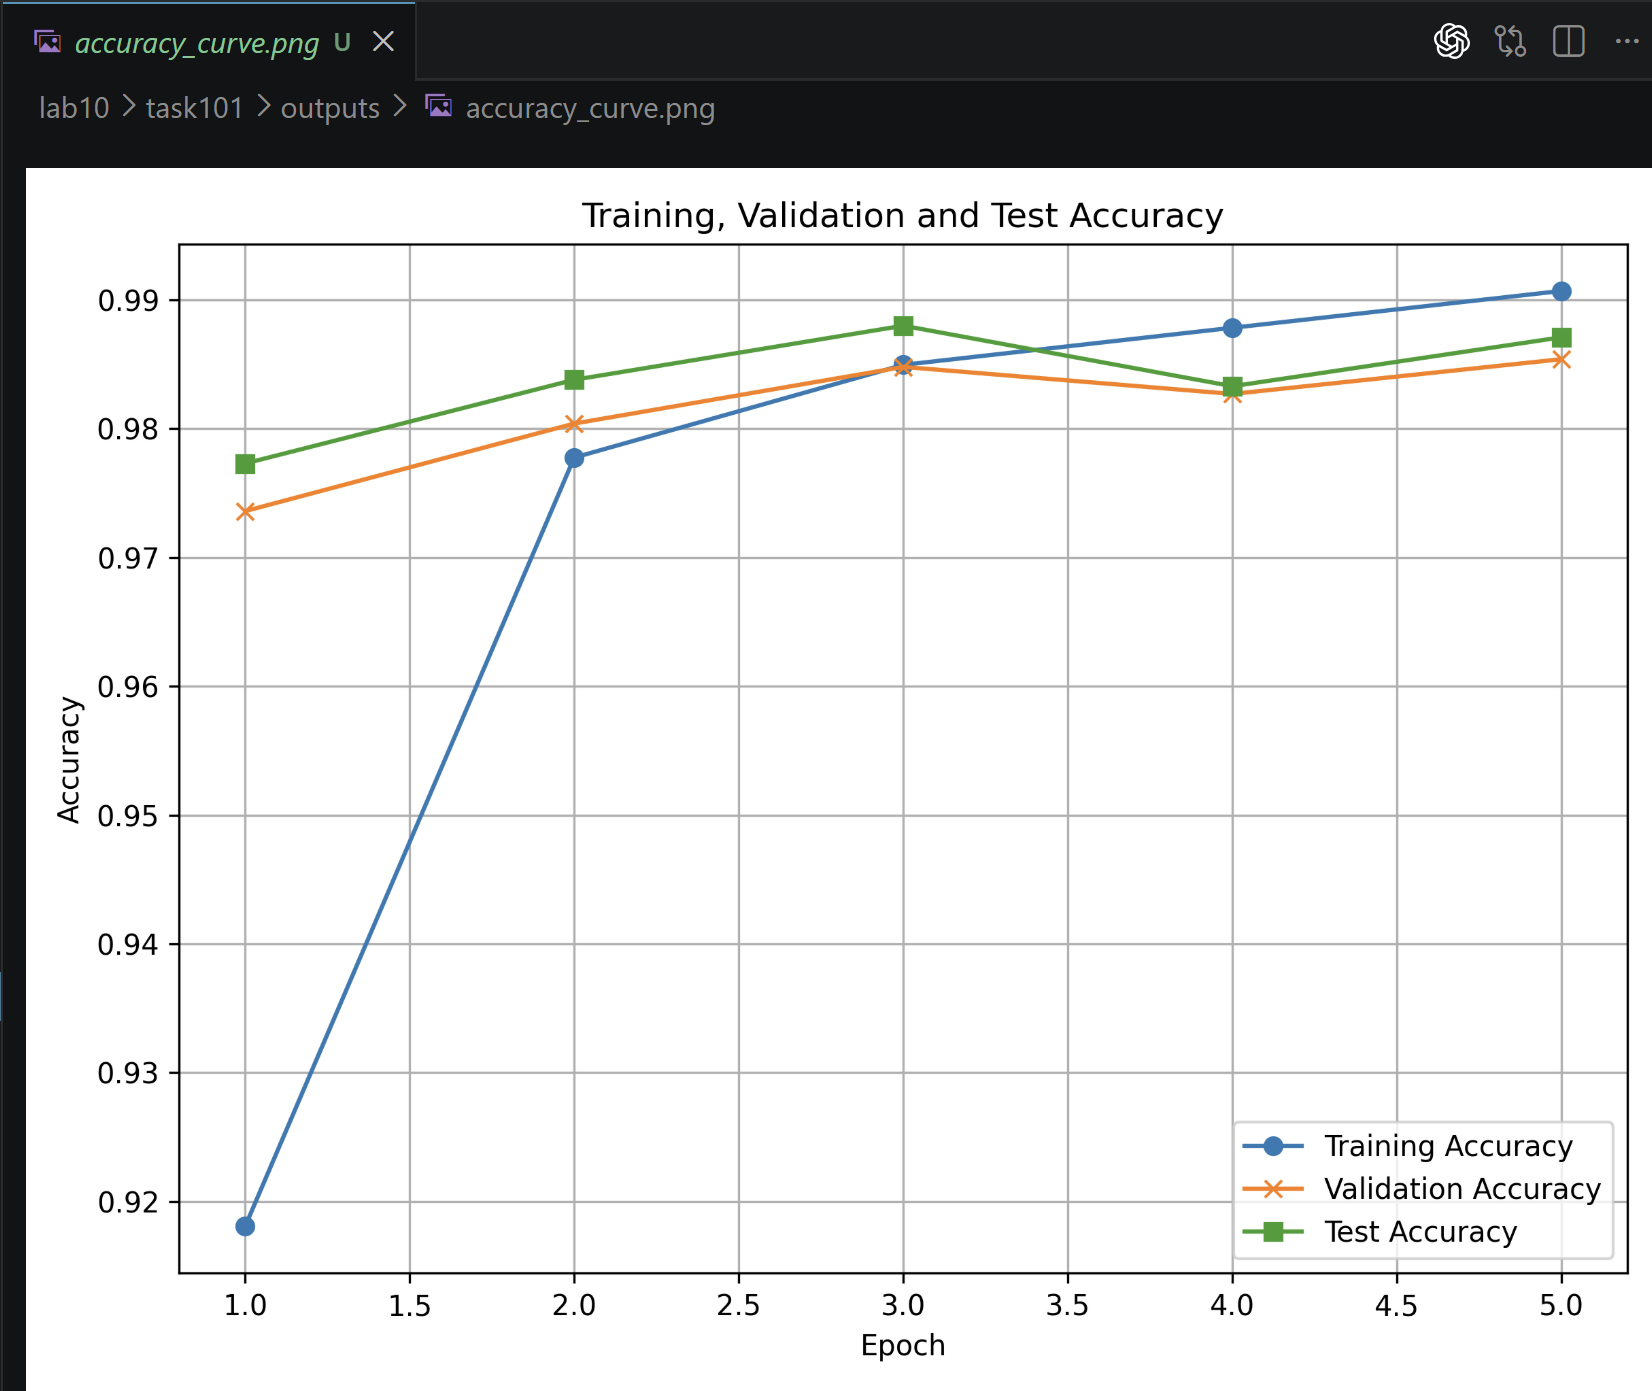 accuracy_curve.png U
lab10 > task101 > outputs > accuracy_curve.png
Training, Validation and Test Accuracy
0.99
0.98
0.97
0.96
0.95
0.94
0.93
0.92
Accuracy
Training Accuracy
Validation Accuracy
Test Accuracy
1.0 1.5 2.0 2.5 3.0 3.5 4.0 4.5 5.0
Epoch